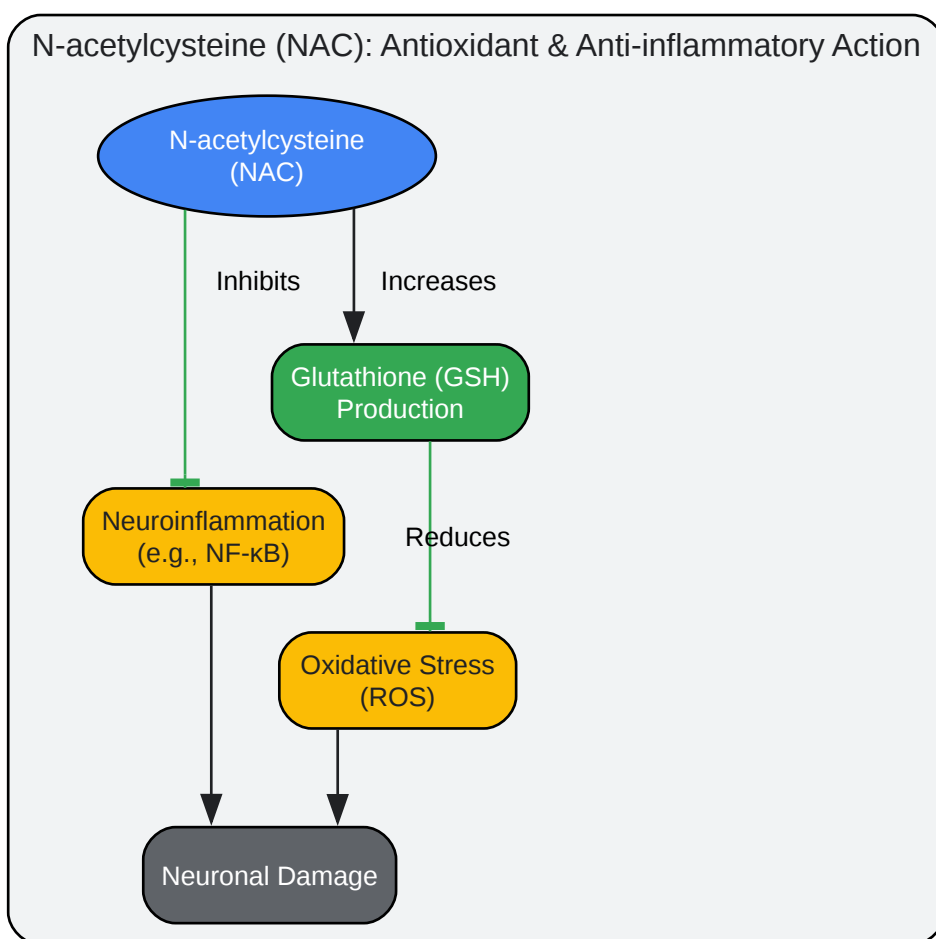 N-acetylcysteine (NAC): Antioxidant & Anti-inflammatory Action
N-acetylcysteine
(NAC)
Inhibits
Increases
Glutathione (GSH)
Production
Neuroinflammation
(e.g., NF-κB)
Reduces
Oxidative Stress
(ROS)
Neuronal Damage